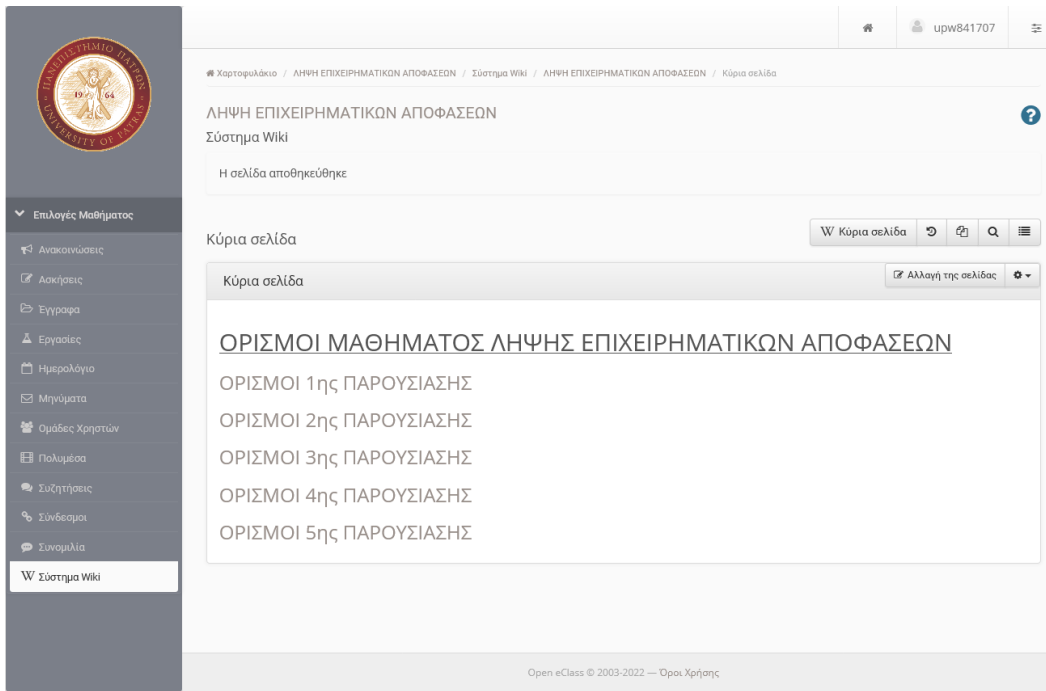 upw841707
ΠΑΝΕΠΙΣΤΗΜΙΟ ΠΑΤΡΩΝ
19 64
UNIVERSITY OF PATRAS
Χαρτοφυλάκιο / ΛΗΨΗ ΕΠΙΧΕΙΡΗΜΑΤΙΚΩΝ ΑΠΟΦΑΣΕΩΝ / Σύστημα Wiki / ΛΗΨΗ ΕΠΙΧΕΙΡΗΜΑΤΙΚΩΝ ΑΠΟΦΑΣΕΩΝ / Κύρια σελίδα
ΛΗΨΗ ΕΠΙΧΕΙΡΗΜΑΤΙΚΩΝ ΑΠΟΦΑΣΕΩΝ
Σύστημα Wiki
Η σελίδα αποθηκεύθηκε
Επιλογές Μαθήματος
Ανακοινώσεις
Ασκήσεις
Έγγραφα
Εργασίες
Ημερολόγιο
Μηνύματα
Ομάδες Χρηστών
Πολυμέσα
Συζητήσεις
Σύνδεσμοι
Συνομιλία
W Σύστημα Wiki
Κύρια σελίδα
W Κύρια σελίδα
Κύρια σελίδα
Αλλαγή της σελίδας
ΟΡΙΣΜΟΙ ΜΑΘΗΜΑΤΟΣ ΛΗΨΗΣ ΕΠΙΧΕΙΡΗΜΑΤΙΚΩΝ ΑΠΟΦΑΣΕΩΝ
ΟΡΙΣΜΟΙ 1ης ΠΑΡΟΥΣΙΑΣΗΣ
ΟΡΙΣΜΟΙ 2ης ΠΑΡΟΥΣΙΑΣΗΣ
ΟΡΙΣΜΟΙ 3ης ΠΑΡΟΥΣΙΑΣΗΣ
ΟΡΙΣΜΟΙ 4ης ΠΑΡΟΥΣΙΑΣΗΣ
ΟΡΙΣΜΟΙ 5ης ΠΑΡΟΥΣΙΑΣΗΣ
Open eClass © 2003-2022 — Όροι Χρήσης